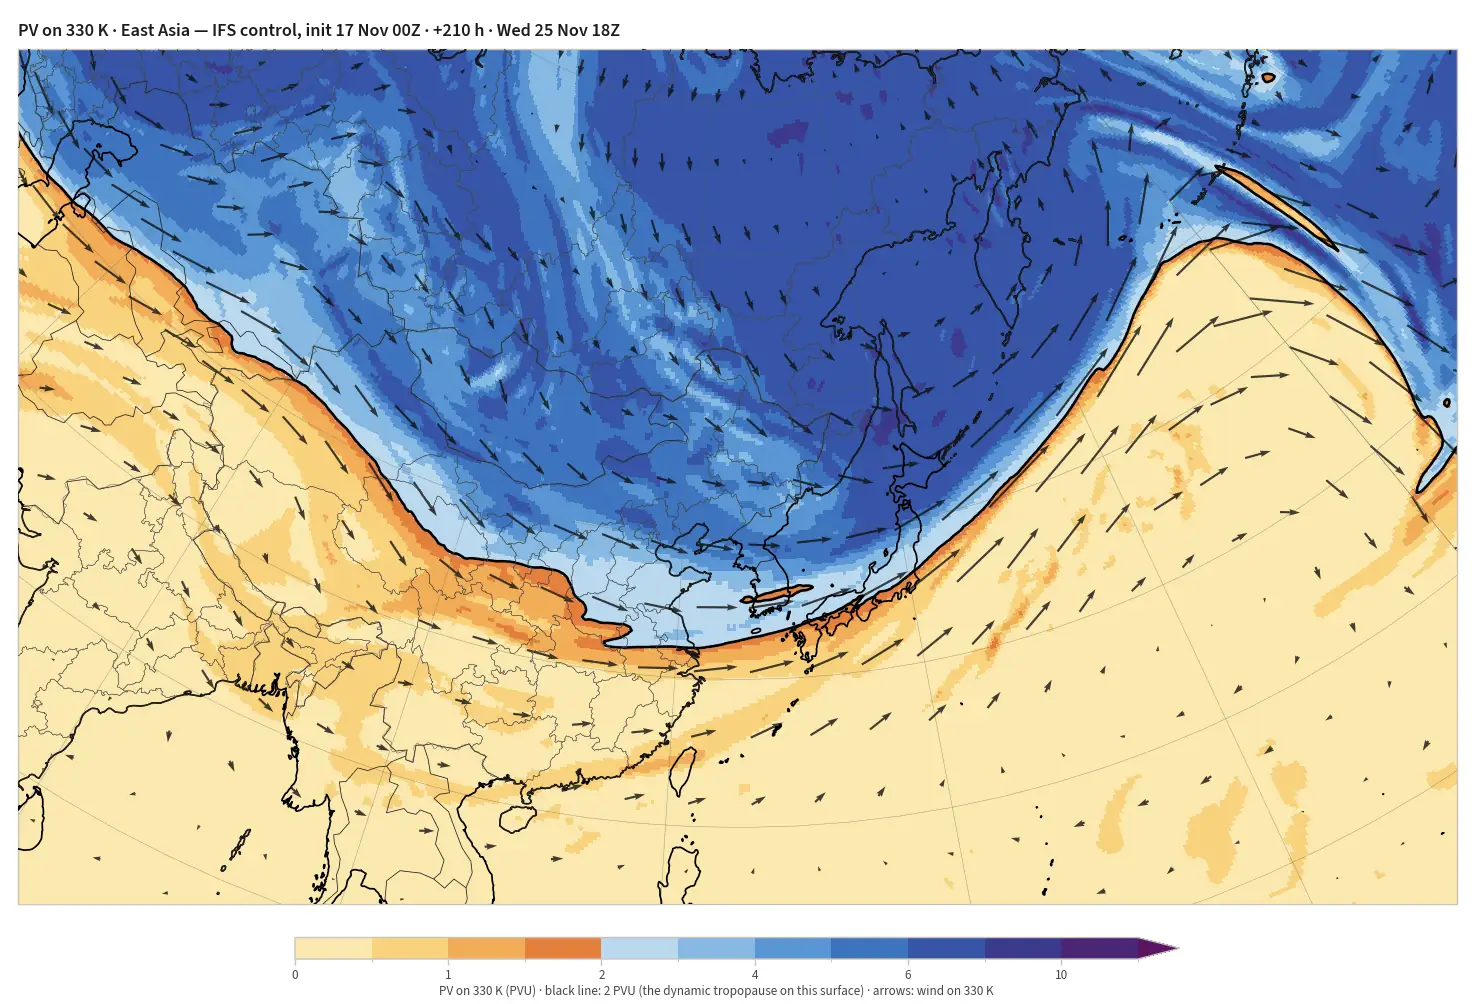 PV on 330 K · East Asia — IFS control, init 17 Nov 00Z · +210 h · Wed 25 Nov 18Z
0 1 2 4 6 10
PV on 330 K (PVU) · black line: 2 PVU (the dynamic tropopause on this surface) · arrows: wind on 330 K